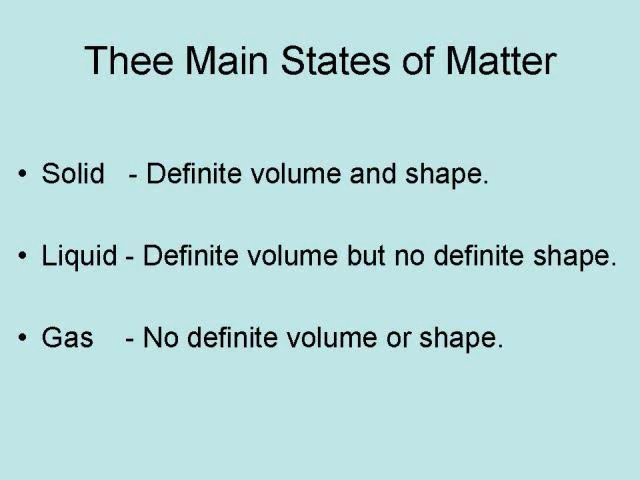 Thee Main States of Matter
• Solid - Definite volume and shape.
• Liquid - Definite volume but no definite shape.
• Gas - No definite volume or shape.